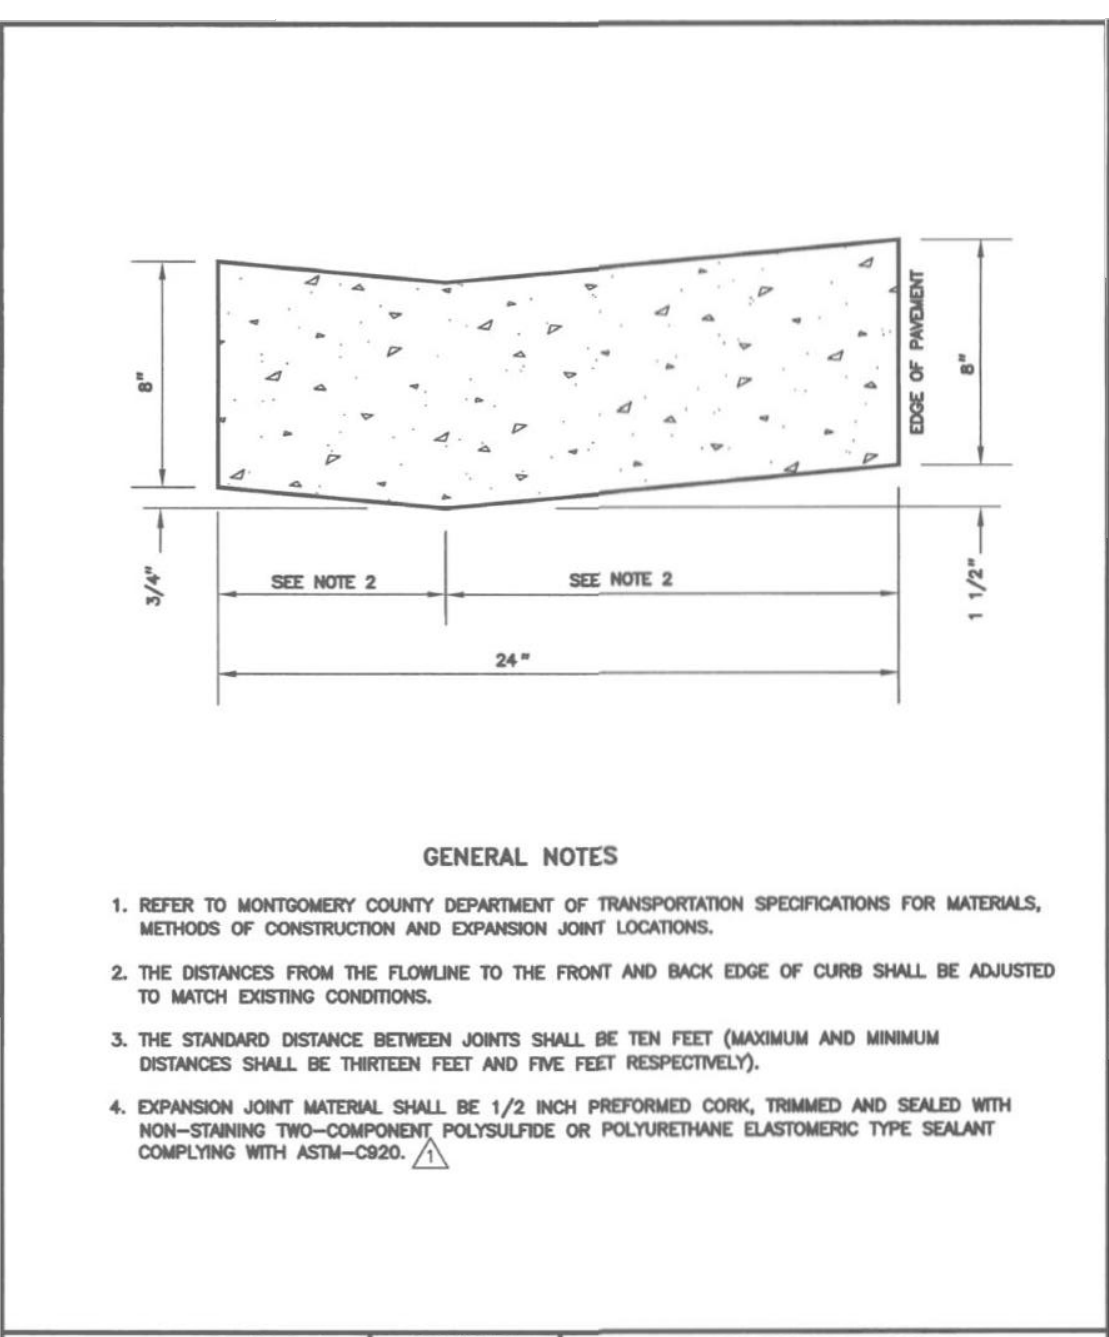 8"
EDGE OF PAVEMENT
8"
3/4"
SEE NOTE 2
SEE NOTE 2
1 1/2"
24"
GENERAL NOTES
1. REFER TO MONTGOMERY COUNTY DEPARTMENT OF TRANSPORTATION SPECIFICATIONS FOR MATERIALS,
METHODS OF CONSTRUCTION AND EXPANSION JOINT LOCATIONS.
2. THE DISTANCES FROM THE FLOWLINE TO THE FRONT AND BACK EDGE OF CURB SHALL BE ADJUSTED
TO MATCH EXISTING CONDITIONS.
3. THE STANDARD DISTANCE BETWEEN JOINTS SHALL BE TEN FEET (MAXIMUM AND MINIMUM
DISTANCES SHALL BE THIRTEEN FEET AND FIVE FEET RESPECTIVELY).
4. EXPANSION JOINT MATERIAL SHALL BE 1/2 INCH PREFORMED CORK, TRIMMED AND SEALED WITH
NON-STAINING TWO-COMPONENT POLYSULFIDE OR POLYURETHANE ELASTOMERIC TYPE SEALANT
COMPLYING WITH ASTM-C920. 1